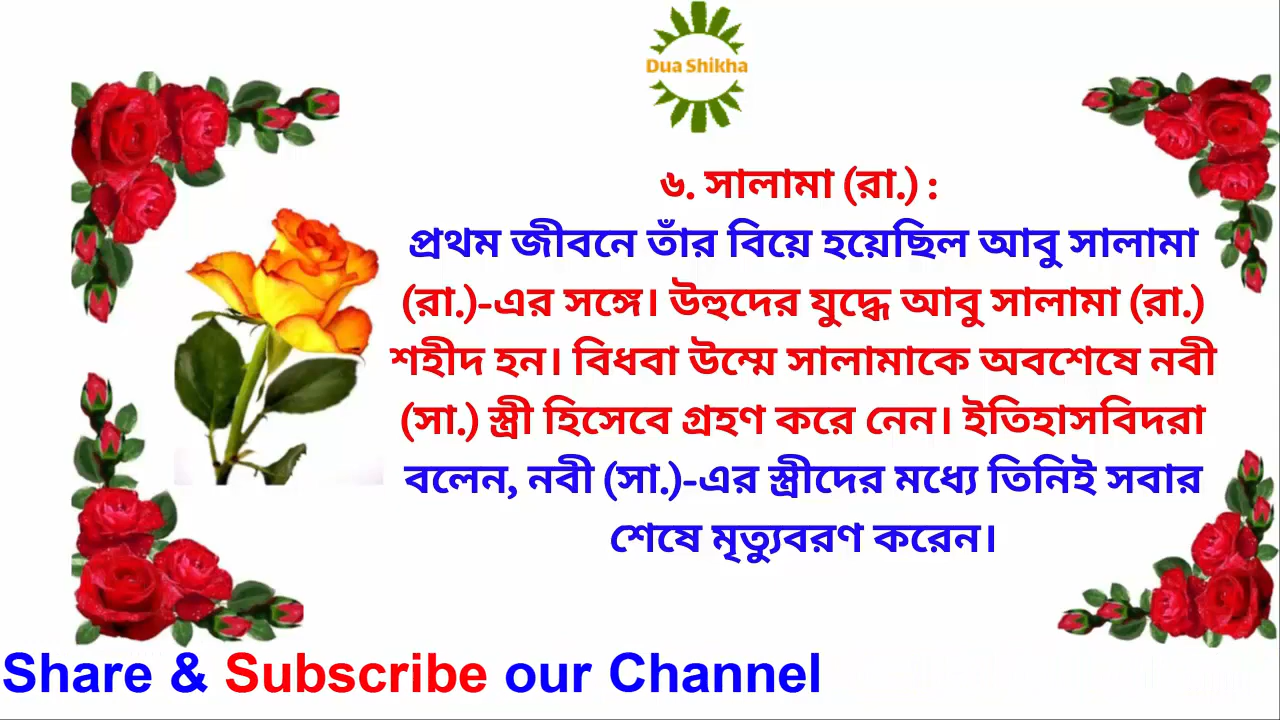 Dua Shikha
৬. সালামা (রা.) :
প্রথম জীবনে তাঁর বিয়ে হয়েছিল আবু সালামা
(রা.)-এর সঙ্গে। উহুদের যুদ্ধে আবু সালামা (রা.)
শহীদ হন। বিধবা উম্মে সালামাকে অবশেষে নবী
(সা.) স্ত্রী হিসেবে গ্রহণ করে নেন। ইতিহাসবিদরা
বলেন, নবী (সা.)-এর স্ত্রীদের মধ্যে তিনিই সবার
শেষে মৃত্যুবরণ করেন।
Share & Subscribe our Channel